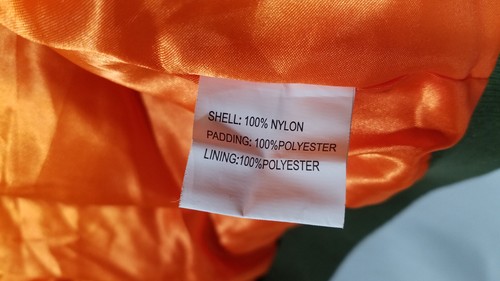 SHELL: 100% NYLON
PADDING: 100%POLYESTER
LINING:100%POLYESTER